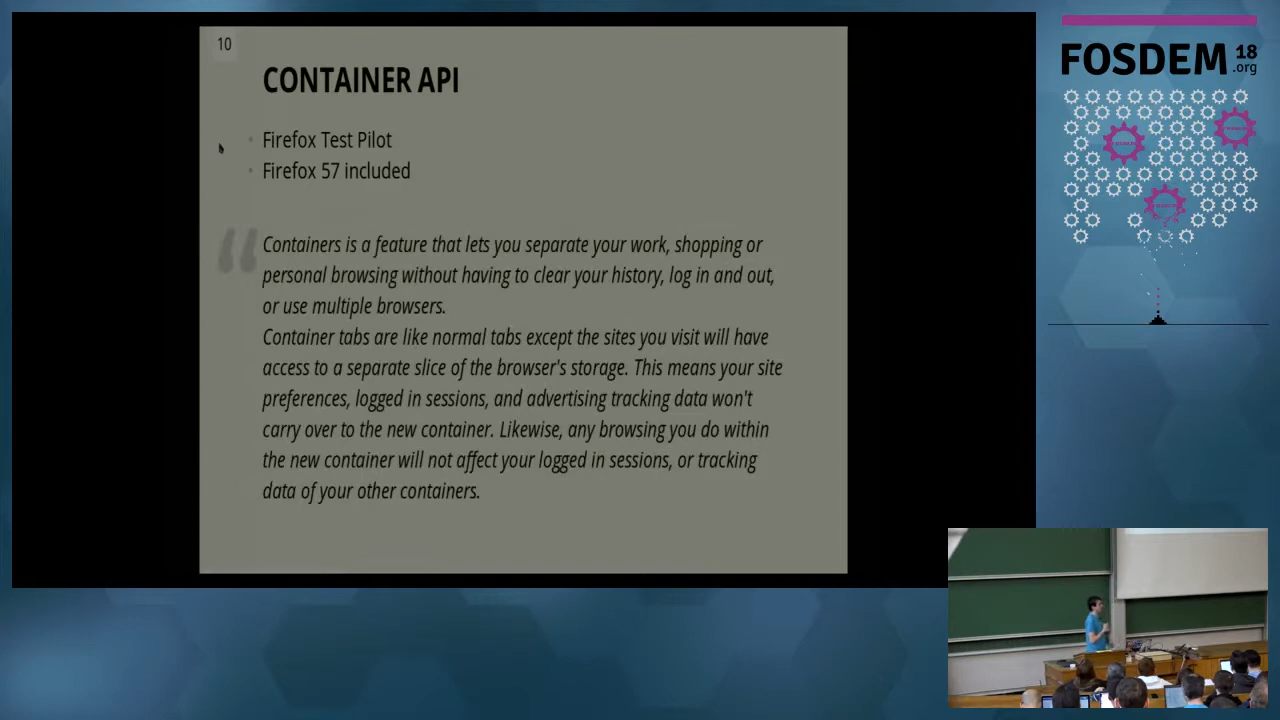 10
CONTAINER API
Firefox Test Pilot
Firefox 57 included
Containers is a feature that lets you separate your work, shopping or
personal browsing without having to clear your history, log in and out,
or use multiple browsers.
Container tabs are like normal tabs except the sites you visit will have
access to a separate slice of the browser's storage. This means your site
preferences, logged in sessions, and advertising tracking data won't
carry over to the new container. Likewise, any browsing you do within
the new container will not affect your logged in sessions, or tracking
data of your other containers.
FOSDEM 18
.org